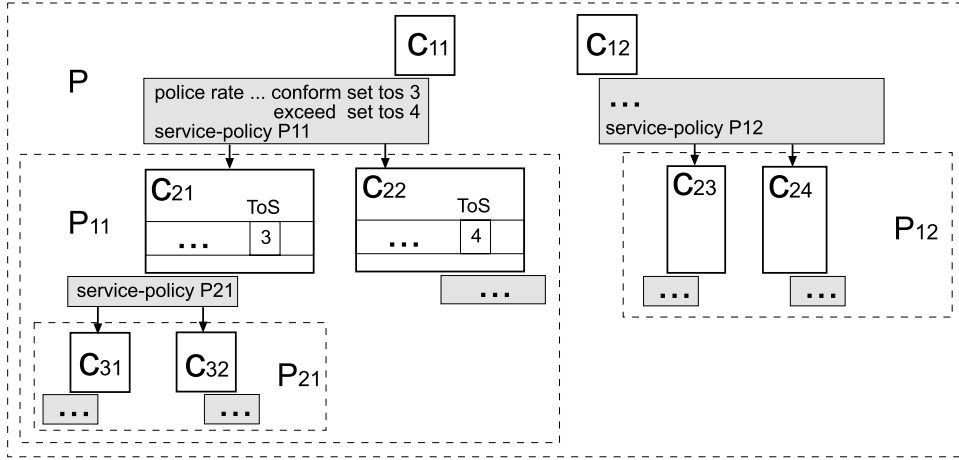 C11
C12
P
police rate ... conform set tos 3
exceed set tos 4
service-policy P11
...
service-policy P12
C21
ToS
... 3
C22
ToS
... 4
C23
C24
P11
P12
service-policy P21
...
...
...
C31
C32
P21
...
...